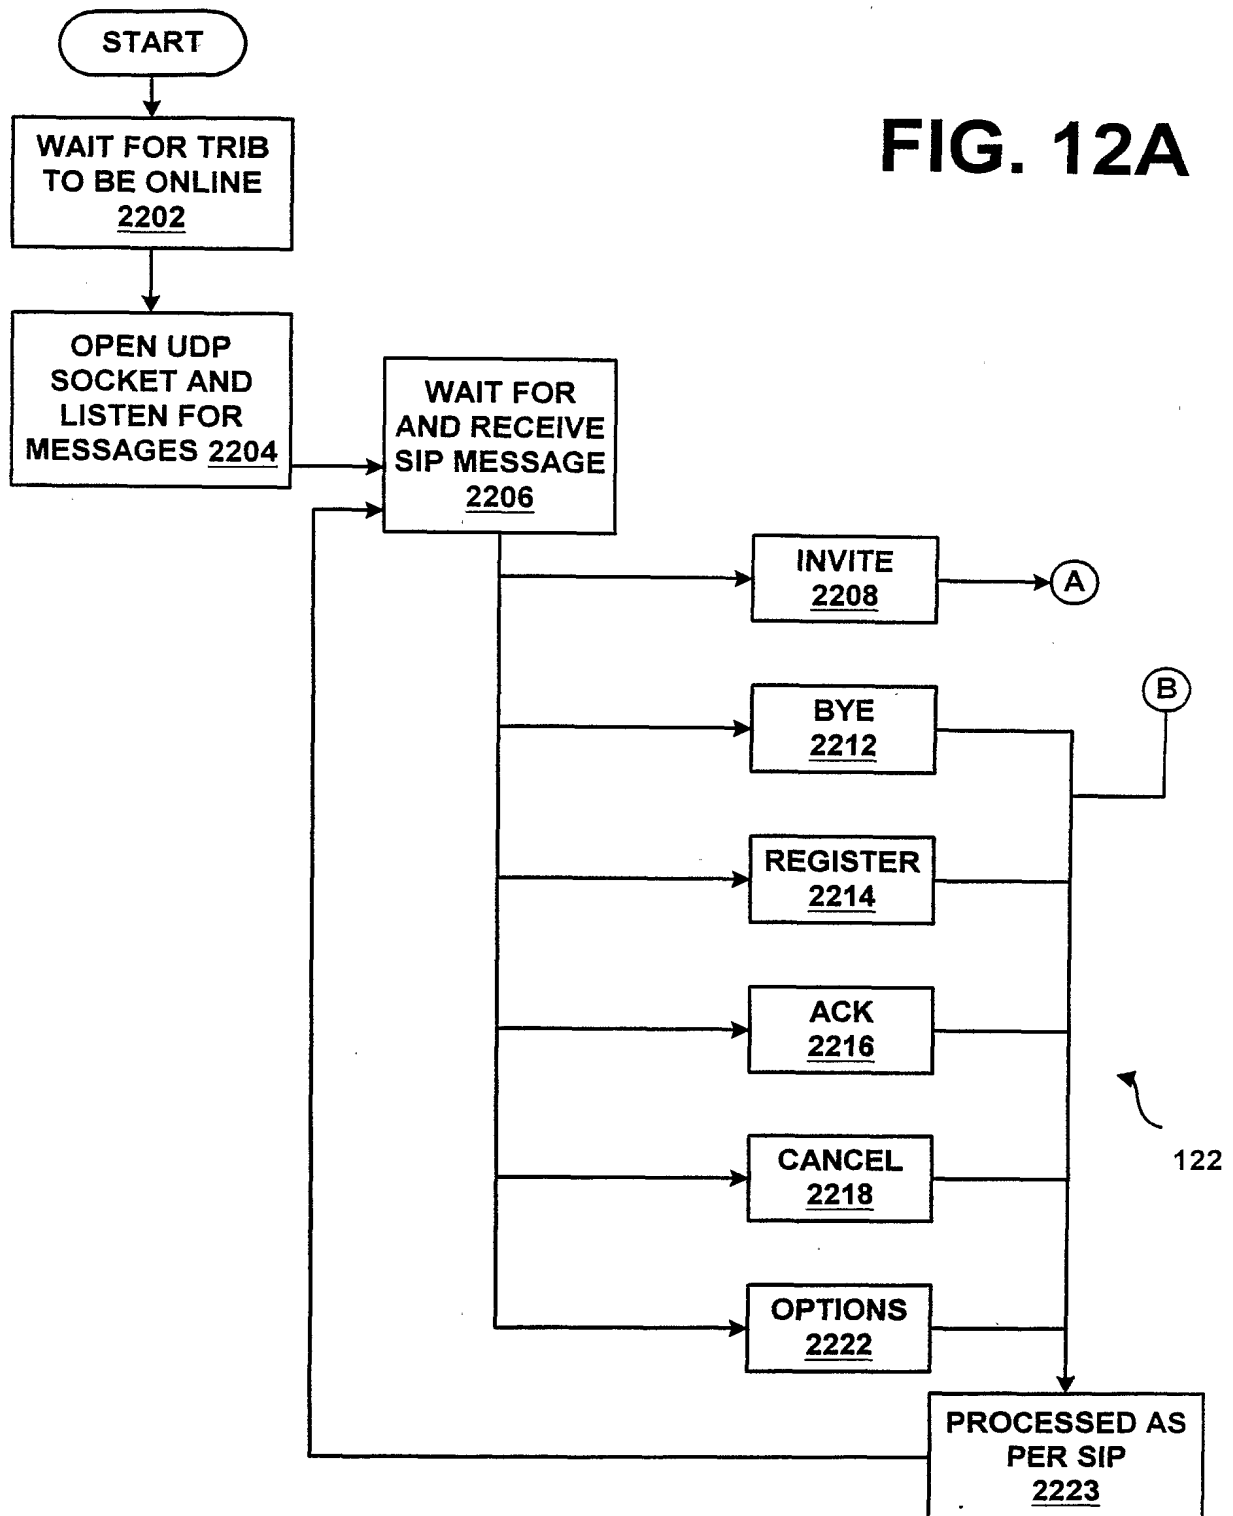 START
FIG. 12A
WAIT FOR TRIB
TO BE ONLINE
2202
OPEN UDP
SOCKET AND
LISTEN FOR
MESSAGES 2204
WAIT FOR
AND RECEIVE
SIP MESSAGE
2206
INVITE
2208
A
B
BYE
2212
REGISTER
2214
ACK
2216
122
CANCEL
2218
OPTIONS
2222
PROCESSED AS
PER SIP
2223